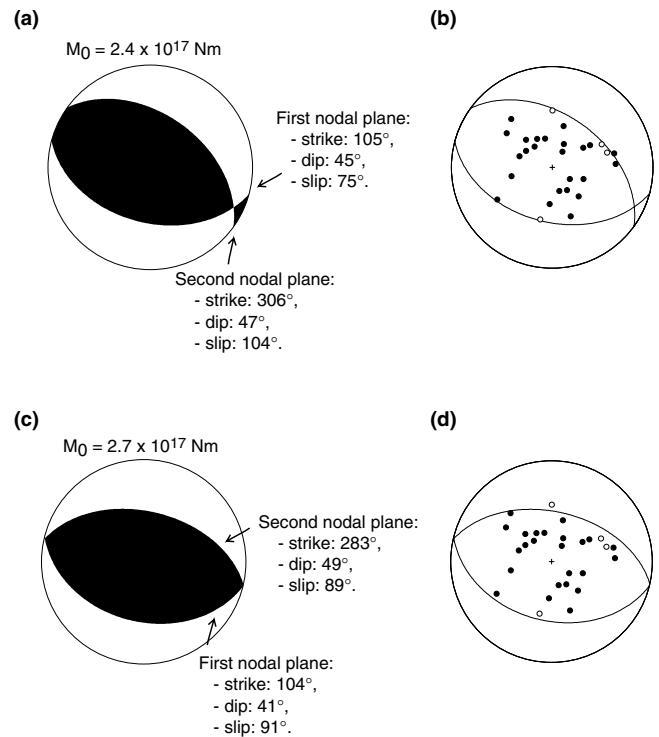 (a)
M0 = 2.4 x 10^17 Nm
First nodal plane:
- strike: 105°,
- dip: 45°,
- slip: 75°.
Second nodal plane:
- strike: 306°,
- dip: 47°,
- slip: 104°.
(b)
(c)
M0 = 2.7 x 10^17 Nm
Second nodal plane:
- strike: 283°,
- dip: 49°,
- slip: 89°.
First nodal plane:
- strike: 104°,
- dip: 41°,
- slip: 91°.
(d)